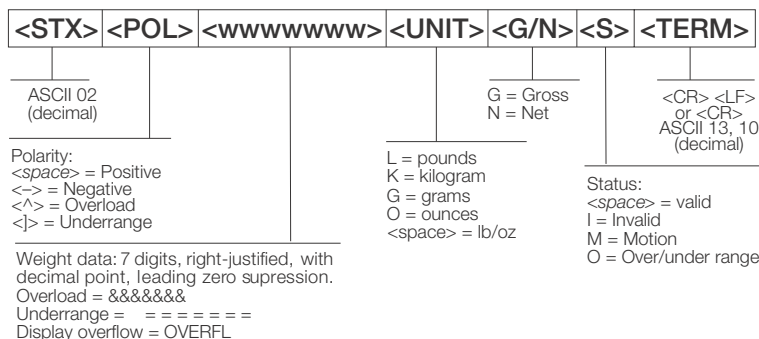 <STX> <POL> <wwwwwww> <UNIT> <G/N> <S> <TERM>
ASCII 02
(decimal)
G = Gross
N = Net
<CR> <LF>
or <CR>
ASCII 13, 10
(decimal)
Polarity:
<space> = Positive
<–> = Negative
<^> = Overload
<]> = Underrange
L = pounds
K = kilogram
G = grams
O = ounces
<space> = lb/oz
Status:
<space> = valid
I = Invalid
M = Motion
O = Over/under range
Weight data: 7 digits, right-justified, with
decimal point, leading zero supression.
Overload = &&&&&&&
Underrange = = = = = = = =
Display overflow = OVERFL